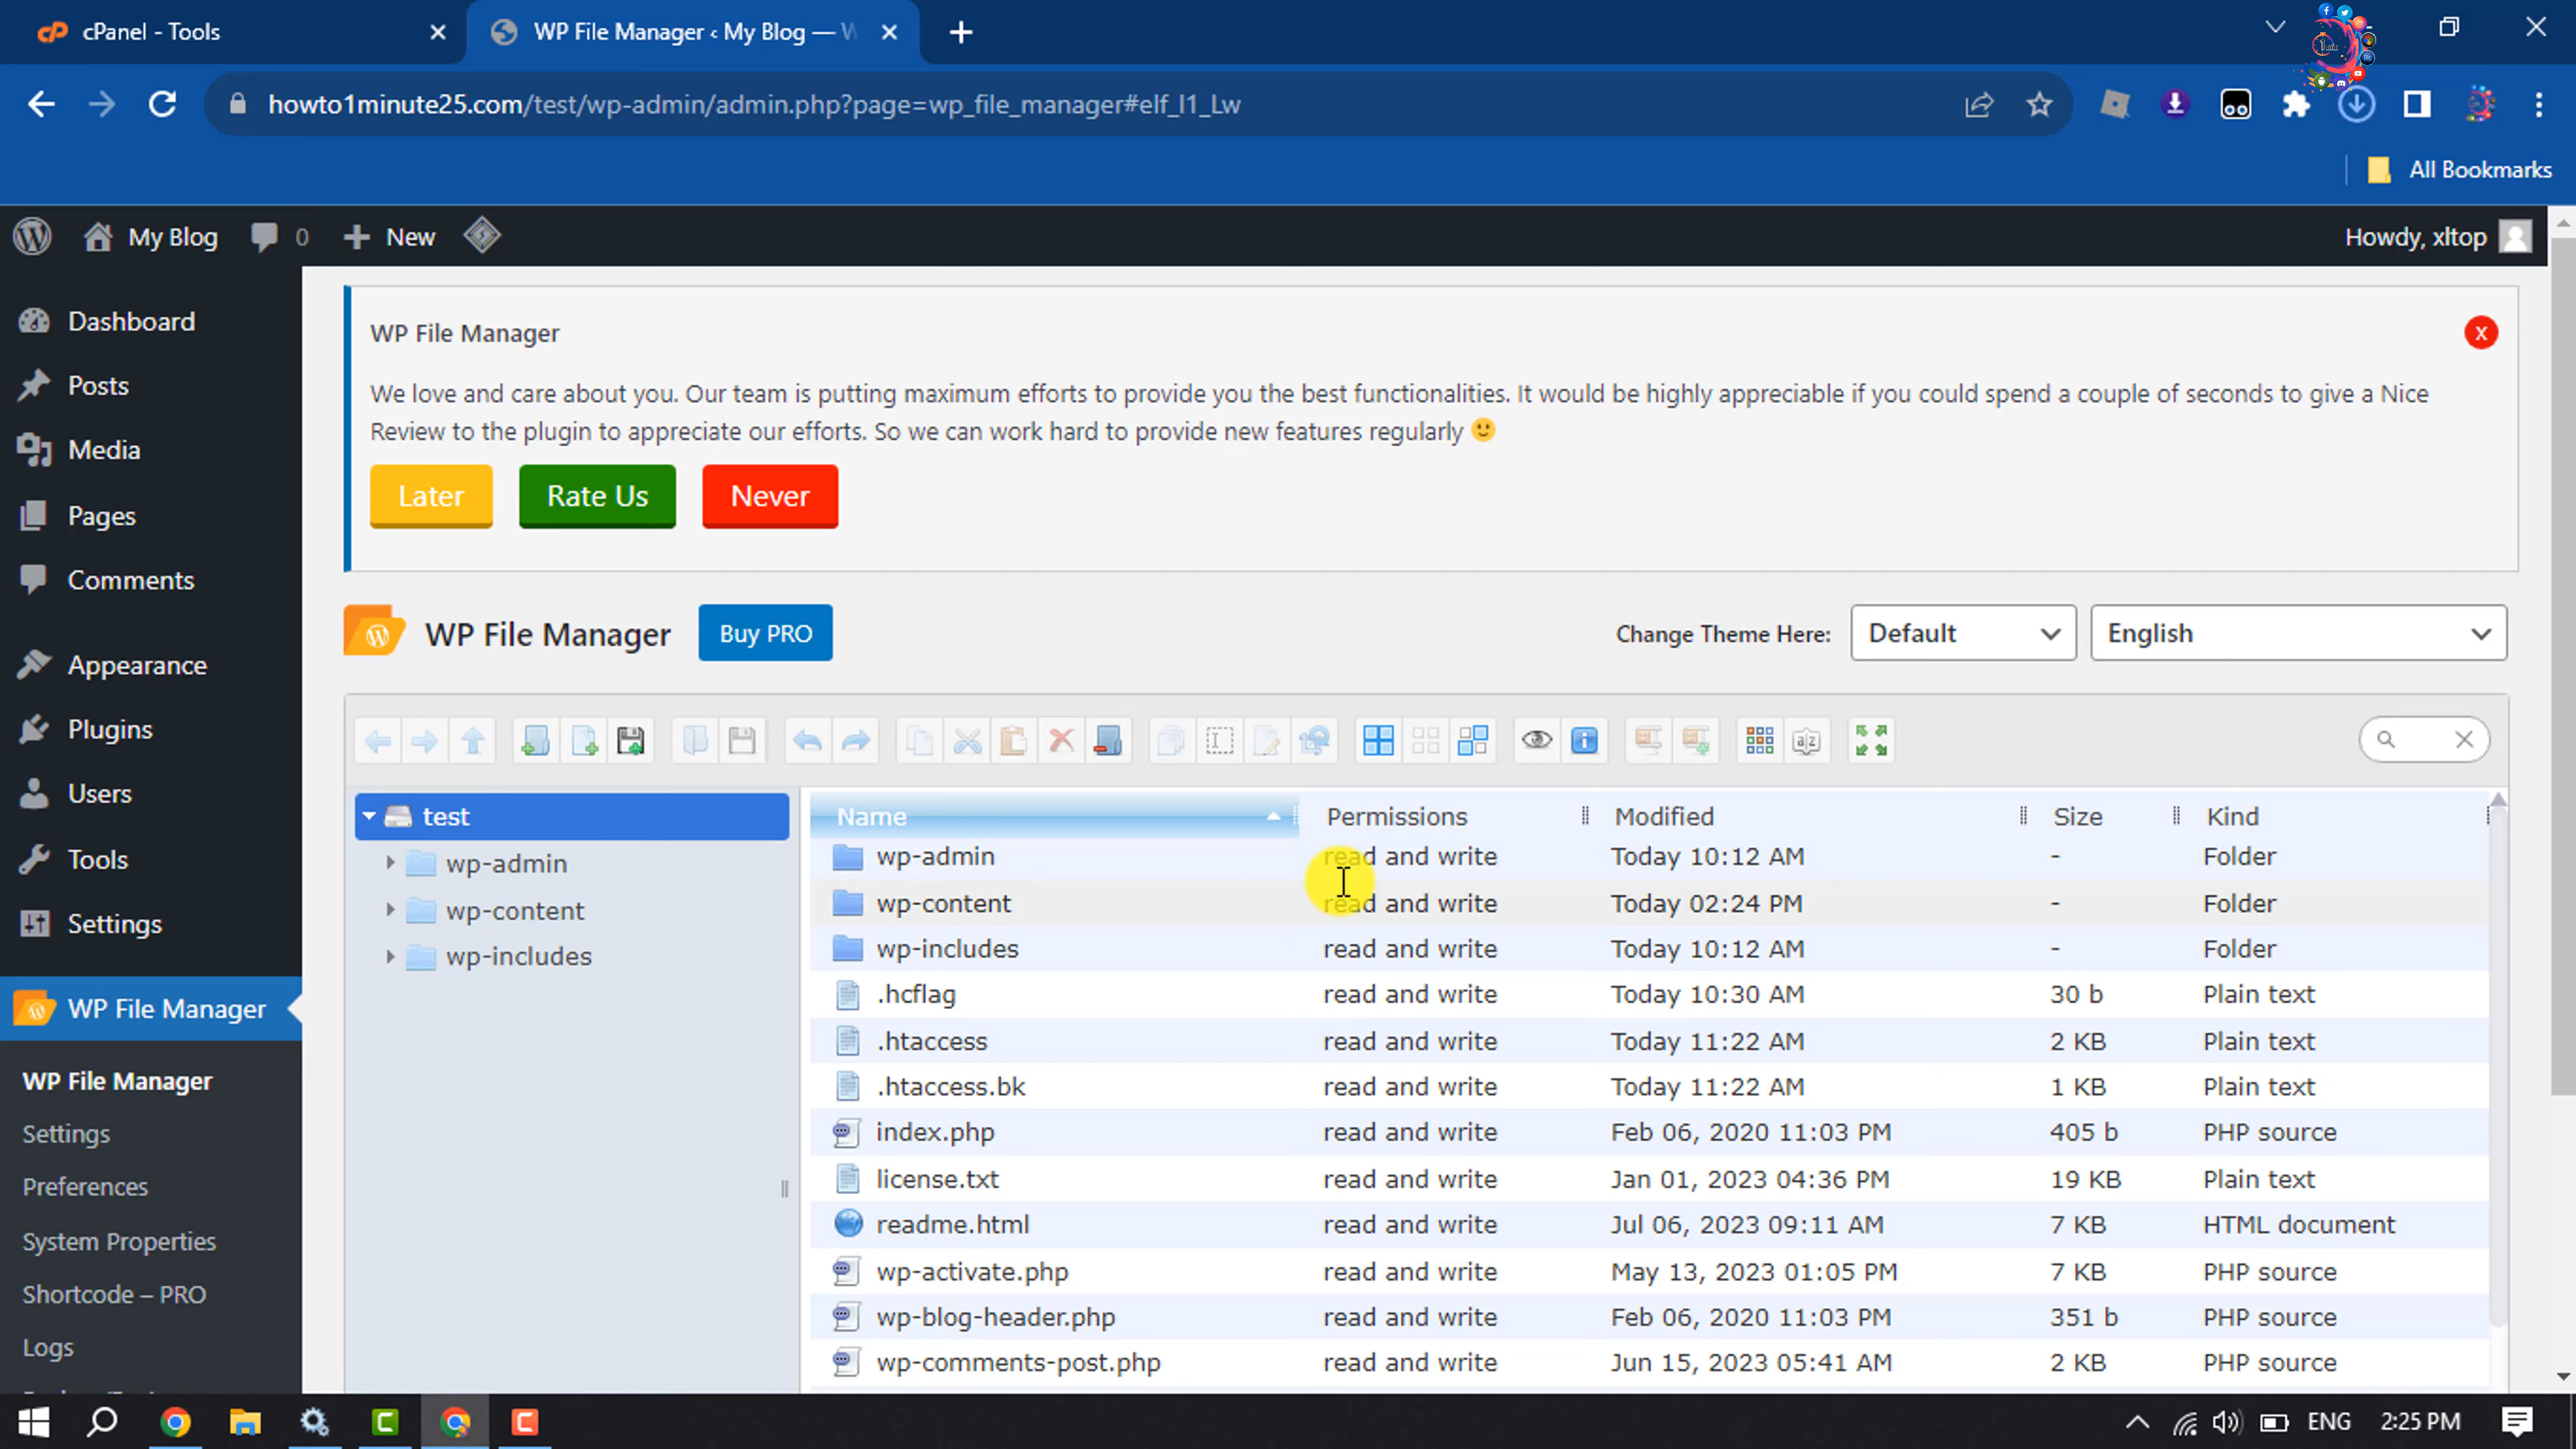 cPanel - Tools
WP File Manager ‹ My Blog — W
howto1minute25.com/test/wp-admin/admin.php?page=wp_file_manager#elf_l1_Lw
All Bookmarks
My Blog 0 New
Howdy, xltop
Dashboard
Posts
Media
Pages
Comments
Appearance
Plugins
Users
Tools
Settings
WP File Manager
WP File Manager
Settings
Preferences
System Properties
Shortcode – PRO
Logs
WP File Manager
x
We love and care about you. Our team is putting maximum efforts to provide you the best functionalities. It would be highly appreciable if you could spend a couple of seconds to give a Nice
Review to the plugin to appreciate our efforts. So we can work hard to provide new features regularly 🙂
Later Rate Us Never
WP File Manager Buy PRO
Change Theme Here: Default English
test
wp-admin
wp-content
wp-includes
Name Permissions Modified Size Kind
wp-admin read and write Today 10:12 AM - Folder
wp-content read and write Today 02:24 PM - Folder
wp-includes read and write Today 10:12 AM - Folder
.hcflag read and write Today 10:30 AM 30 b Plain text
.htaccess read and write Today 11:22 AM 2 KB Plain text
.htaccess.bk read and write Today 11:22 AM 1 KB Plain text
index.php read and write Feb 06, 2020 11:03 PM 405 b PHP source
license.txt read and write Jan 01, 2023 04:36 PM 19 KB Plain text
readme.html read and write Jul 06, 2023 09:11 AM 7 KB HTML document
wp-activate.php read and write May 13, 2023 01:05 PM 7 KB PHP source
wp-blog-header.php read and write Feb 06, 2020 11:03 PM 351 b PHP source
wp-comments-post.php read and write Jun 15, 2023 05:41 AM 2 KB PHP source
ENG 2:25 PM